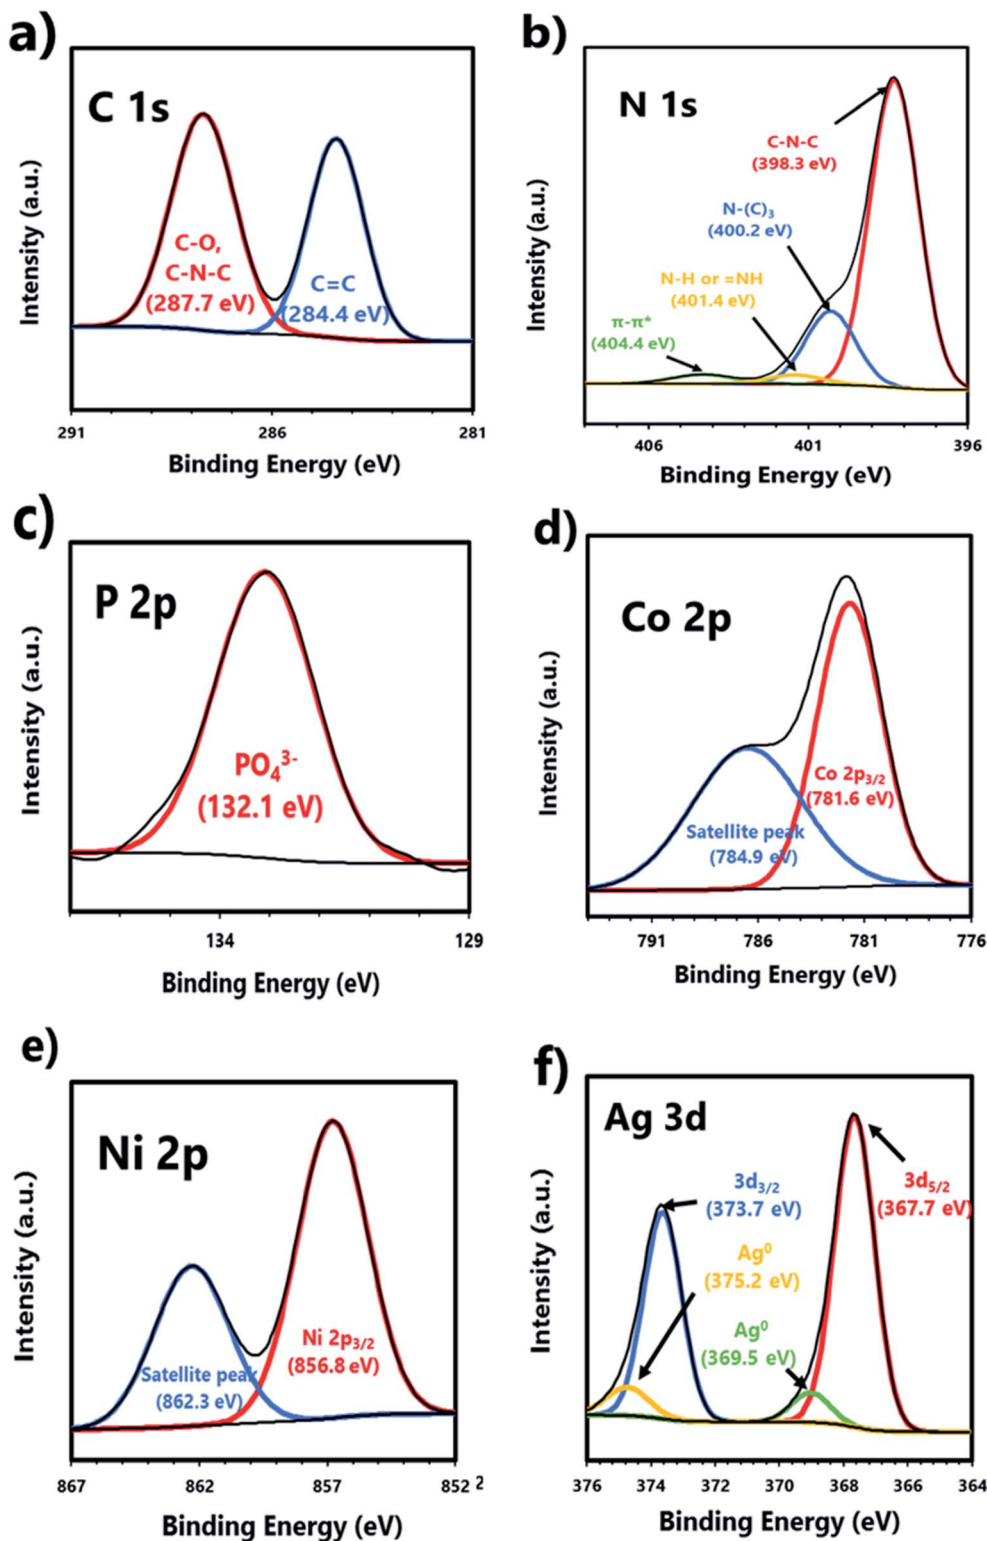 a)
C 1s
C-O,
C-N-C
(287.7 eV)
C=C
(284.4 eV)
Intensity (a.u.)
291 286 281
Binding Energy (eV)
b)
N 1s
C-N-C
(398.3 eV)
N-(C)₃
(400.2 eV)
N-H or =NH
(401.4 eV)
π-π*
(404.4 eV)
Intensity (a.u.)
406 401 396
Binding Energy (eV)
c)
P 2p
PO₄³⁻
(132.1 eV)
Intensity (a.u.)
134 129
Binding Energy (eV)
d)
Co 2p
Co 2p₃/₂
(781.6 eV)
Satellite peak
(784.9 eV)
Intensity (a.u.)
791 786 781 776
Binding Energy (eV)
e)
Ni 2p
Ni 2p₃/₂
(856.8 eV)
Satellite peak
(862.3 eV)
Intensity (a.u.)
867 862 857 852 2
Binding Energy (eV)
f)
Ag 3d
3d₃/₂
(373.7 eV)
3d₅/₂
(367.7 eV)
Ag⁰
(375.2 eV)
Ag⁰
(369.5 eV)
Intensity (a.u.)
376 374 372 370 368 366 364
Binding Energy (eV)